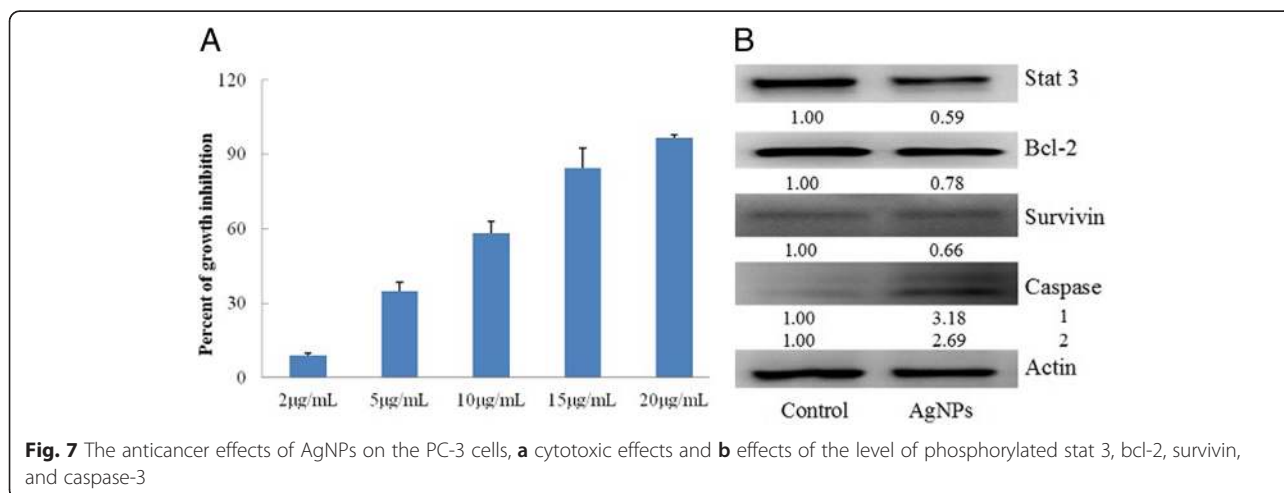 A
Percent of growth inhibition
120
90
60
30
0
2µg/mL 5µg/mL 10µg/mL 15µg/mL 20µg/mL
B
Stat 3
1.00 0.59
Bcl-2
1.00 0.78
Survivin
1.00 0.66
Caspase
1.00 3.18 1
1.00 2.69 2
Actin
Control AgNPs
Fig. 7 The anticancer effects of AgNPs on the PC-3 cells, a cytotoxic effects and b effects of the level of phosphorylated stat 3, bcl-2, survivin,
and caspase-3